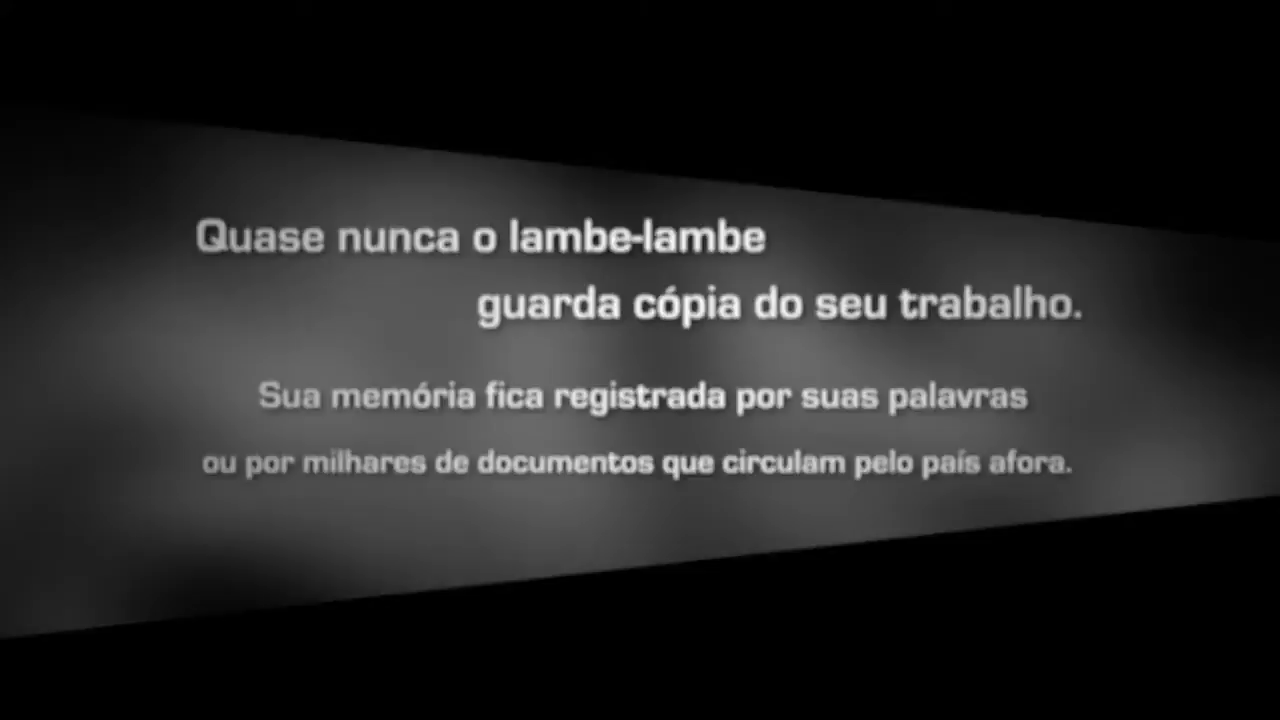 Quase nunca o lambe-lambe
guarda cópia do seu trabalho.
Sua memória fica registrada por suas palavras
ou por milhares de documentos que circulam pelo país afora.